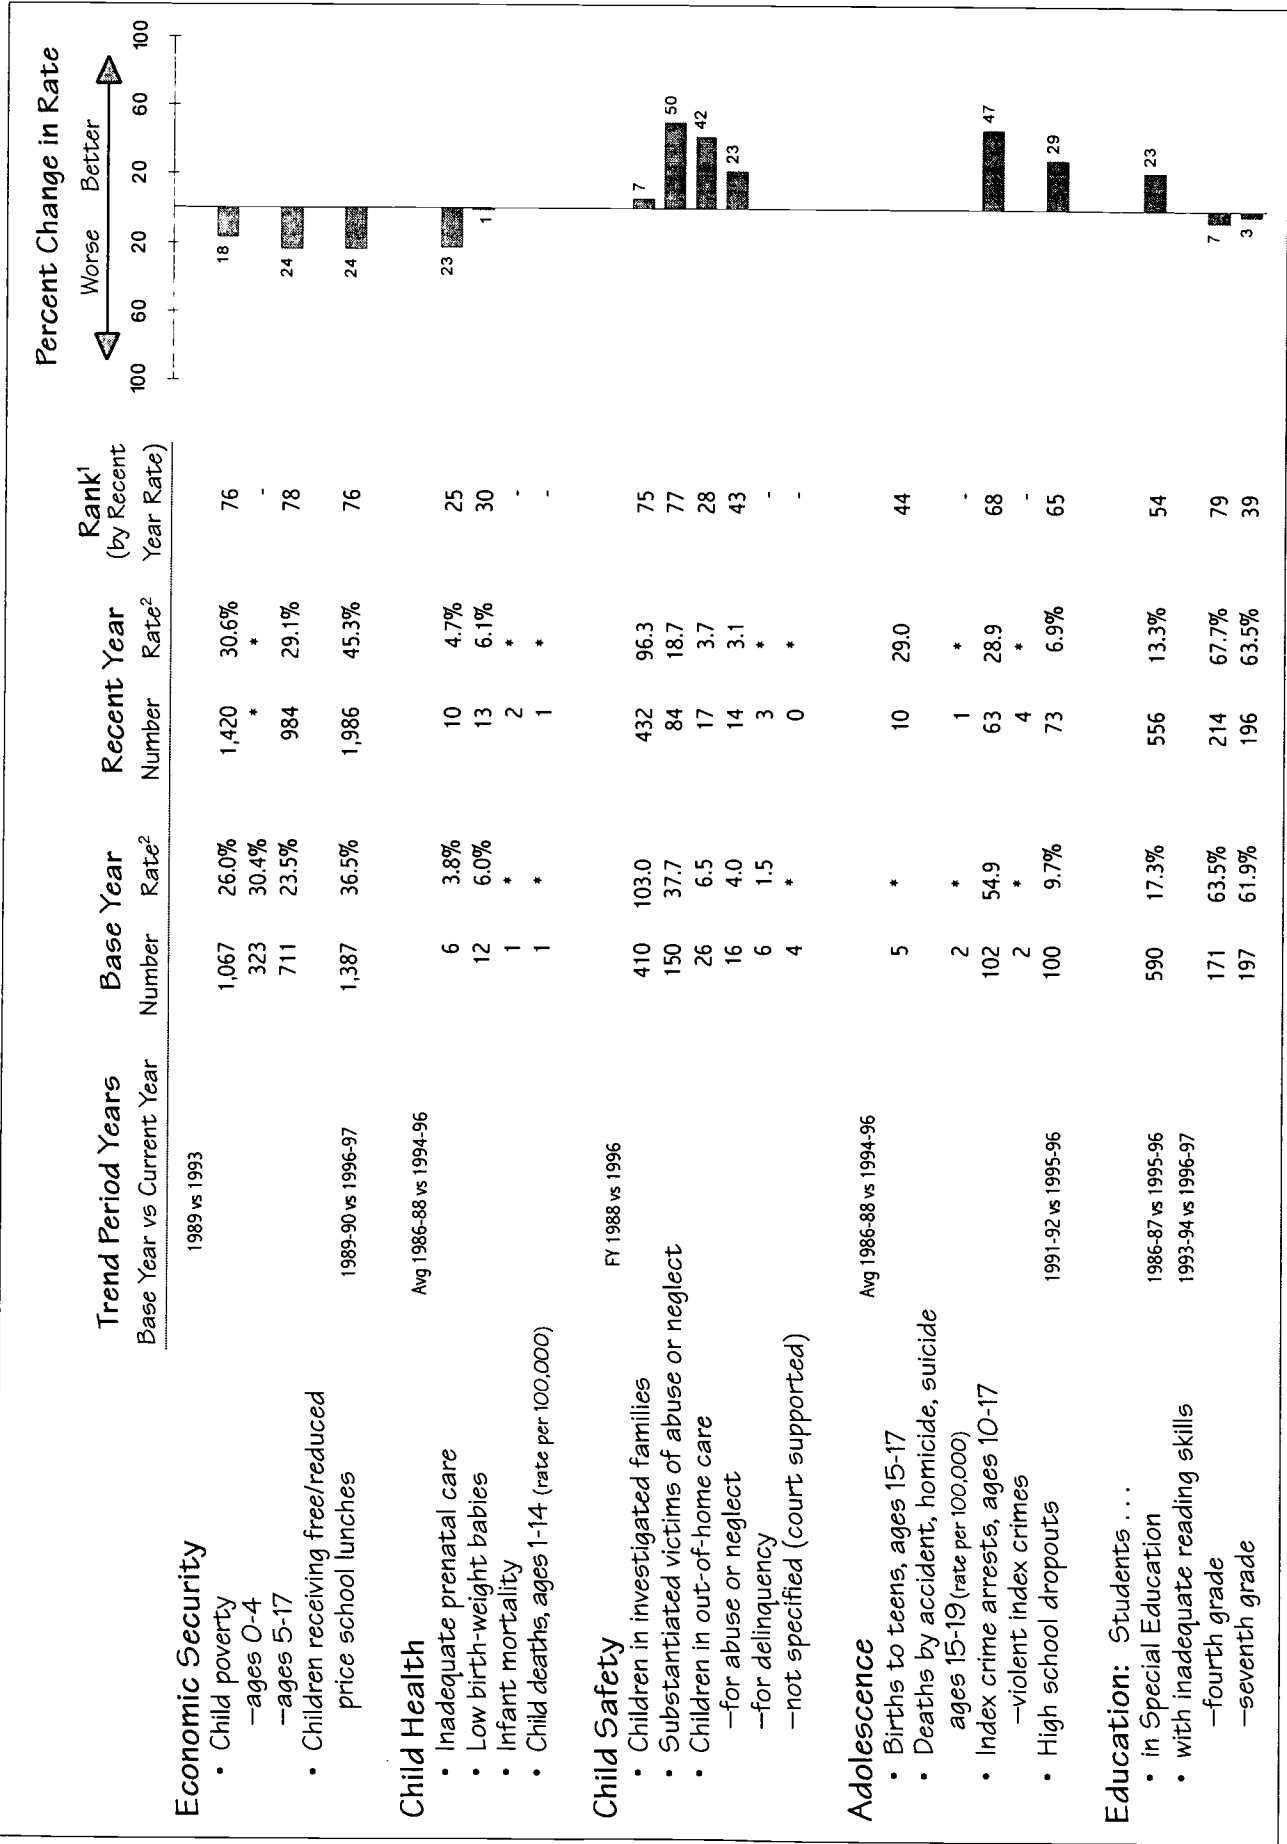 Percent Change in Rate
Worse Better
100 60 20 20 60 100
Trend Period Years Base Year Recent Year Rank¹
(by Recent
Base Year vs Current Year Number Rate² Number Rate² Year Rate)
Economic Security
• Child poverty 1989 vs 1993 1,067 26.0% 1,420 30.6% 76 18
–ages 0-4 323 30.4% * * -
–ages 5-17 711 23.5% 984 29.1% 78 24
• Children receiving free/reduced
price school lunches 1989-90 vs 1996-97 1,387 36.5% 1,986 45.3% 76 24
Child Health Avg 1986-88 vs 1994-96
• Inadequate prenatal care 6 3.8% 10 4.7% 25 23
• Low birth-weight babies 12 6.0% 13 6.1% 30 1
• Infant mortality 1 * 2 * -
• Child deaths, ages 1-14 (rate per 100,000) 1 * 1 * -
Child Safety FY 1988 vs 1996
• Children in investigated families 410 103.0 432 96.3 75 7
• Substantiated victims of abuse or neglect 150 37.7 84 18.7 77 50
• Children in out-of-home care 26 6.5 17 3.7 28 42
–for abuse or neglect 16 4.0 14 3.1 43 23
–for delinquency 6 1.5 3 * -
–not specified (court supported) 4 * 0 * -
Adolescence Avg 1986-88 vs 1994-96
• Births to teens, ages 15-17 5 * 10 29.0 44
• Deaths by accident, homicide, suicide
ages 15-19 (rate per 100,000) 2 * 1 * -
• Index crime arrests, ages 10-17 102 54.9 63 28.9 68 47
–violent index crimes 2 * 4 * -
• High school dropouts 1991-92 vs 1995-96 100 9.7% 73 6.9% 65 29
Education: Students . . .
• in Special Education 1986-87 vs 1995-96 590 17.3% 556 13.3% 54 23
• with inadequate reading skills 1993-94 vs 1996-97
–fourth grade 171 63.5% 214 67.7% 79 7
–seventh grade 197 61.9% 196 63.5% 39 3